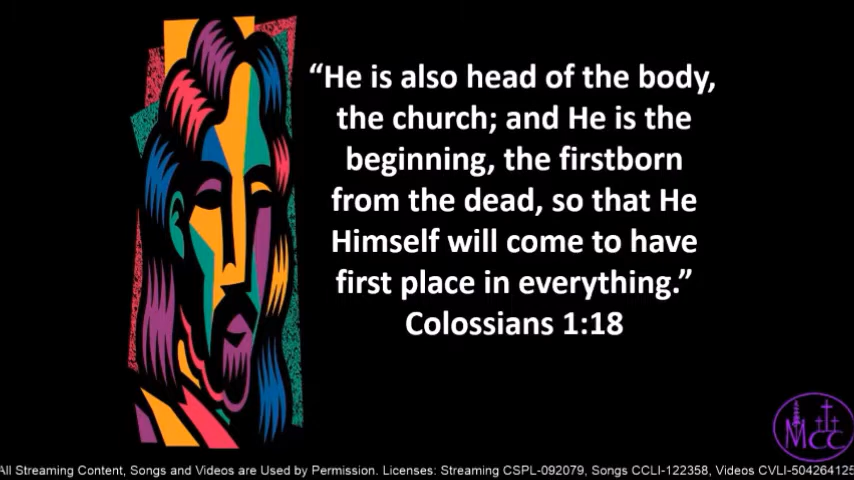 “He is also head of the body,
the church; and He is the
beginning, the firstborn
from the dead, so that He
Himself will come to have
first place in everything.”
Colossians 1:18
MCC
All Streaming Content, Songs and Videos are Used by Permission. Licenses: Streaming CSPL-092079, Songs CCLI-122358, Videos CVLI-504264125